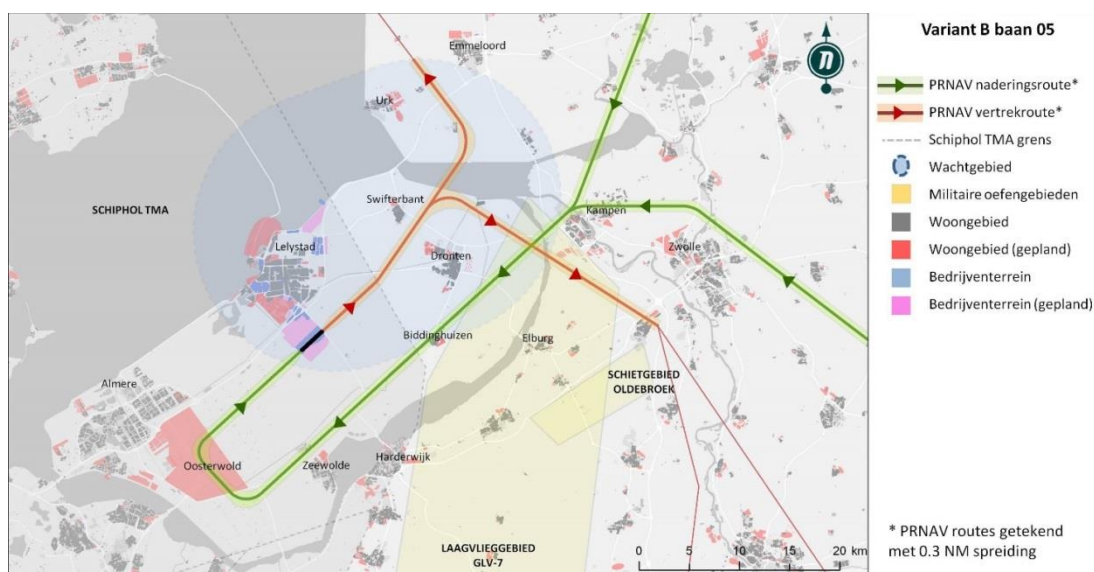 Variant B baan 05
PRNAV naderingsroute*
PRNAV vertrekroute*
Schiphol TMA grens
Wachtgebied
Militaire oefengebieden
Woongebied
Woongebied (gepland)
Bedrijventerrein
Bedrijventerrein (gepland)
* PRNAV routes getekend
met 0.3 NM spreiding
Emmeloord
Urk
SCHIPHOL TMA
Swifterbant
Kampen
Lelystad
Dronten
Zwolle
Biddinghuizen
Elburg
Almere
SCHIETGEBIED
OLDEBROEK
Oosterwold
Zeewolde
Harderwijk
LAAGVLIEGGEBIED
GLV-7
0 5 10 15 20 km